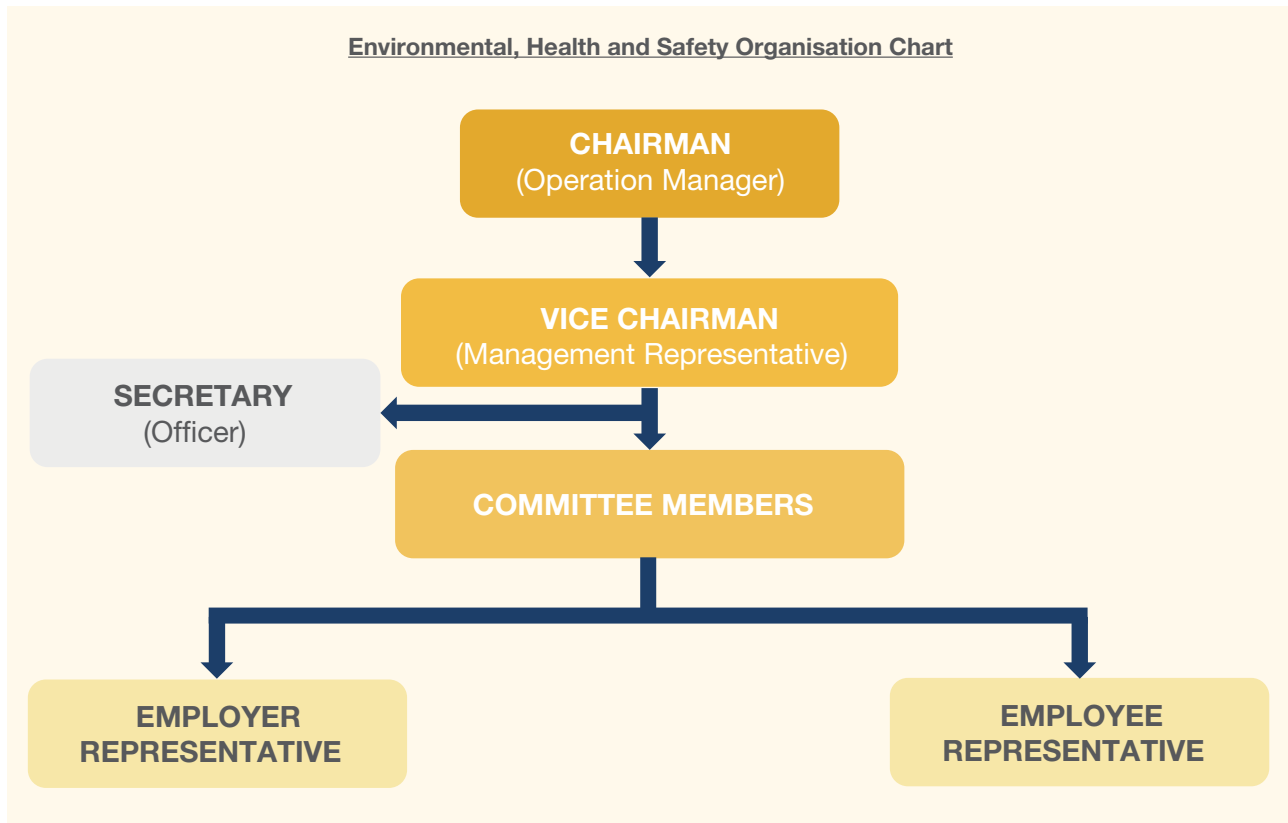 Environmental, Health and Safety Organisation Chart
CHAIRMAN
(Operation Manager)
VICE CHAIRMAN
(Management Representative)
SECRETARY
(Officer)
COMMITTEE MEMBERS
EMPLOYER
REPRESENTATIVE
EMPLOYEE
REPRESENTATIVE